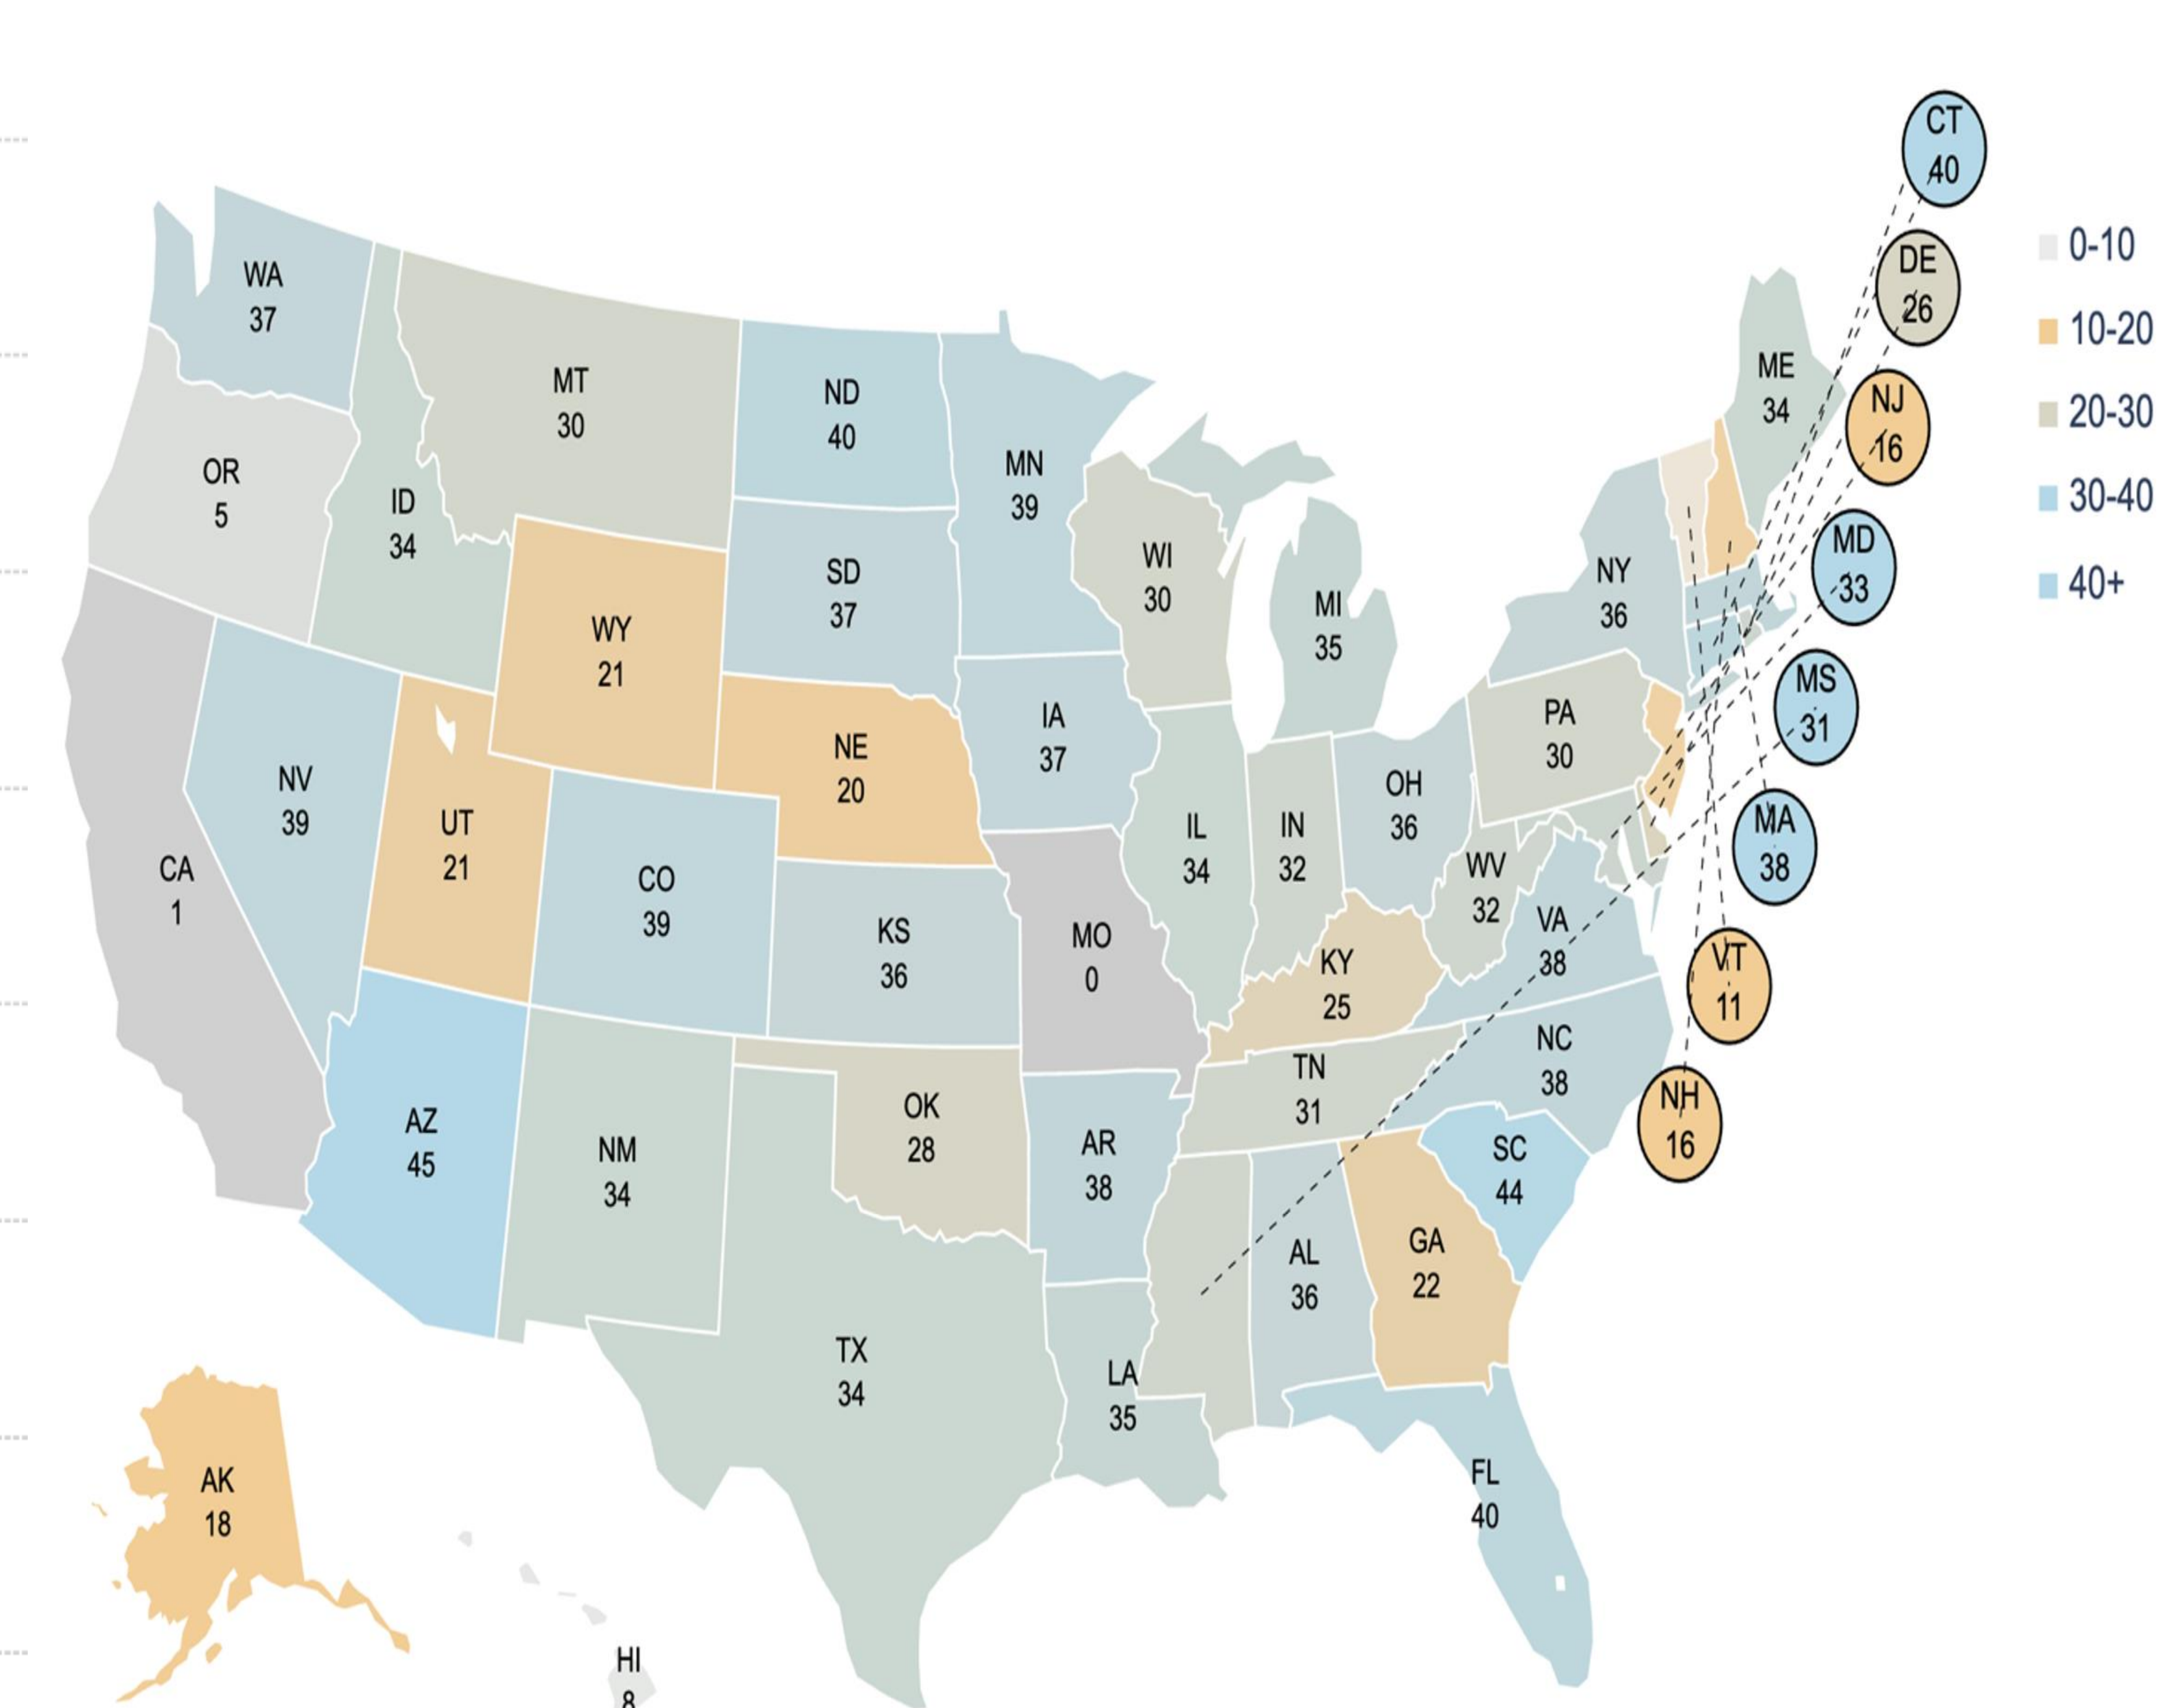 WA
37
OR
5
CA
1
ID
34
NV
39
MT
30
WY
21
UT
21
AZ
45
CO
39
NM
34
ND
40
SD
37
NE
20
KS
36
OK
28
TX
34
MN
39
IA
37
MO
0
AR
38
LA
35
WI
30
IL
34
MI
35
IN
32
OH
36
KY
25
TN
31
AL
36
GA
22
FL
40
SC
44
NC
38
VA
38
WV
32
PA
30
NY
36
ME
34
AK
18
HI
8
CT
40
DE
26
NJ
16
MD
33
MS
31
MA
38
VT
11
NH
16
0-10
10-20
20-30
30-40
40+